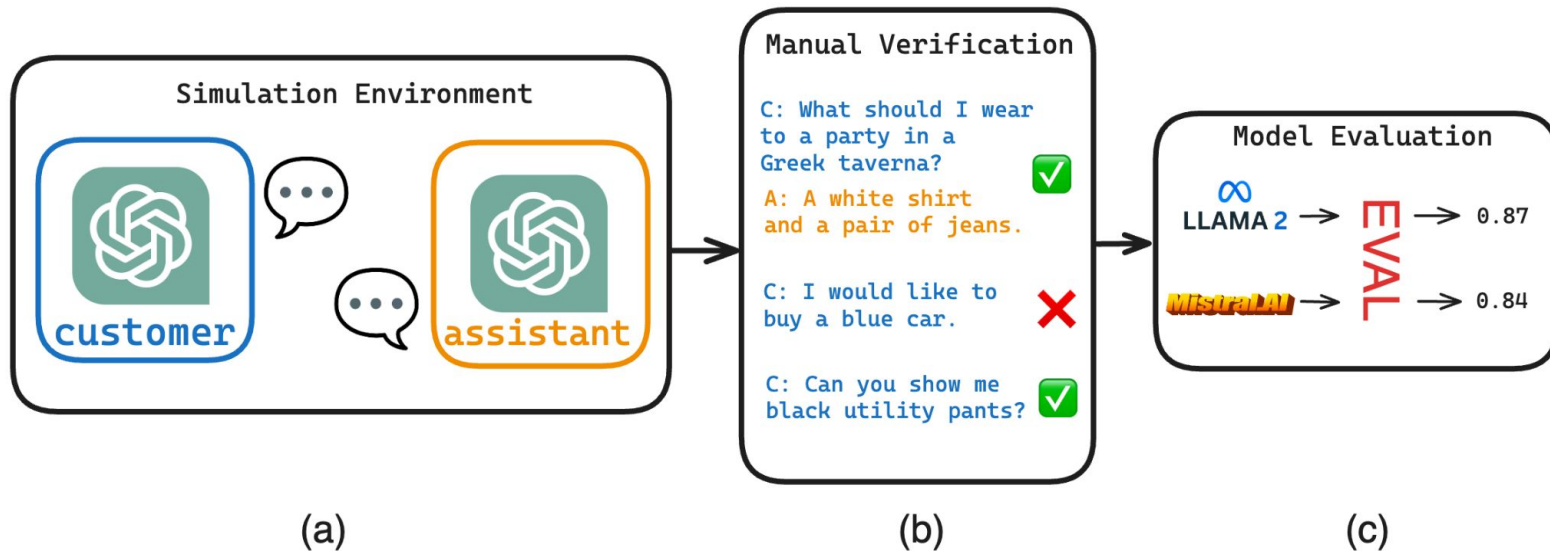 Simulation Environment
customer
assistant
(a)
Manual Verification
C: What should I wear
to a party in a
Greek taverna?
A: A white shirt
and a pair of jeans.
C: I would like to
buy a blue car.
C: Can you show me
black utility pants?
(b)
Model Evaluation
LLAMA 2
EVAL
0.87
Mistral.AI
0.84
(c)